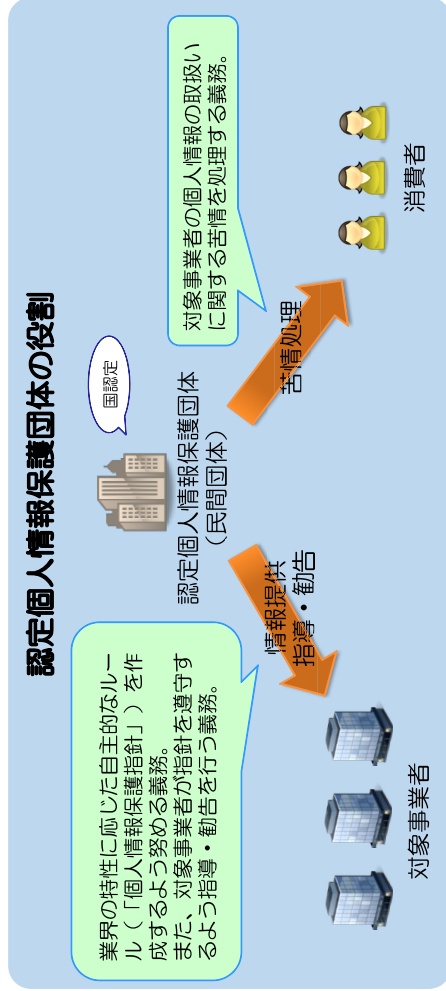 認定個人情報保護団体の役割
国認定
認定個人情報保護団体
（民間団体）
業界の特性に応じた自主的なルー
ル（「個人情報保護指針」）を作
成するよう努める義務。
また、対象事業者が指針を遵守す
るよう指導・勧告を行う義務。
対象事業者の個人情報の取扱い
に関する苦情を処理する義務。
情報提供
指導・勧告
苦情処理
対象事業者
消費者